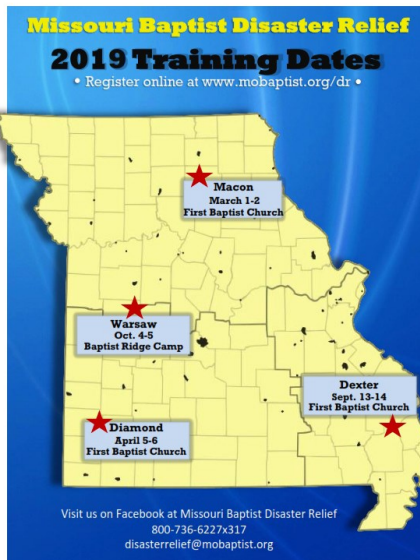 Missouri Baptist Disaster Relief
2019 Training Dates
• Register online at www.mobaptist.org/dr •
Macon
March 1-2
First Baptist Church
Warsaw
Oct. 4-5
Baptist Ridge Camp
Dexter
Sept. 13-14
First Baptist Church
Diamond
April 5-6
First Baptist Church
Visit us on Facebook at Missouri Baptist Disaster Relief
800-736-6227x317
disasterrelief@mobaptist.org